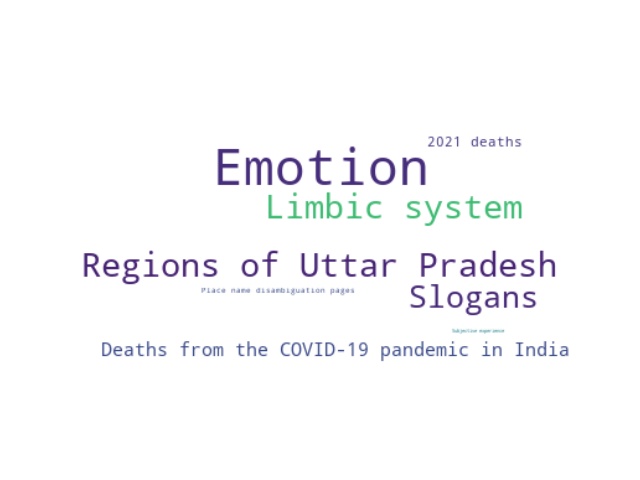 2021 deaths
Emotion
Limbic system
Regions of Uttar Pradesh
Place name disambiguation pages
Slogans
Subjective experience
Deaths from the COVID-19 pandemic in India